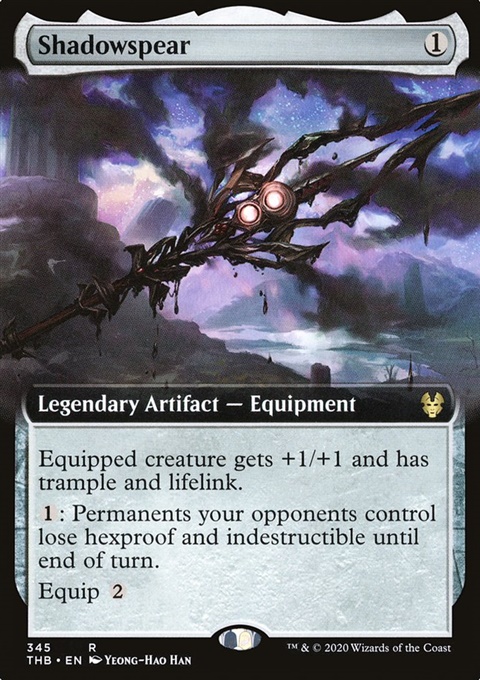 Shadowspear 1
Legendary Artifact — Equipment
Equipped creature gets +1/+1 and has
trample and lifelink.
1: Permanents your opponents control
lose hexproof and indestructible until
end of turn.
Equip 2
345 R
THB • EN Yeong-Hao Han
™ & © 2020 Wizards of the Coast